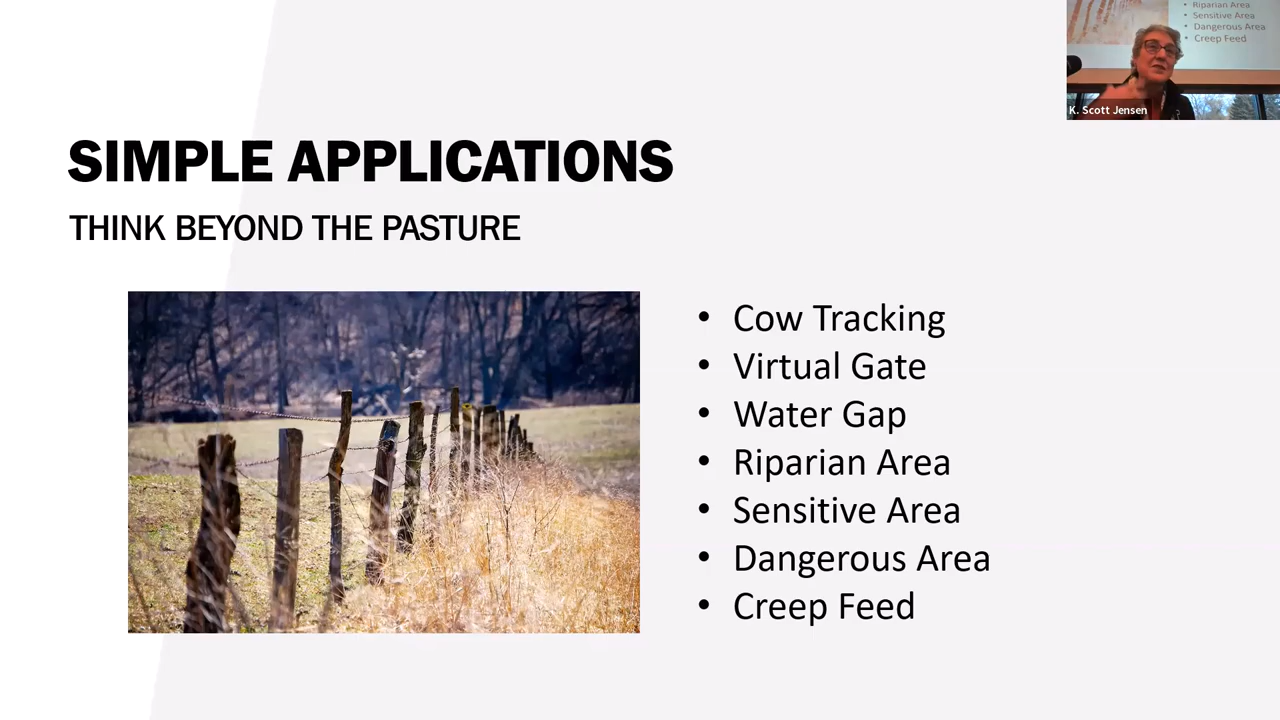 SIMPLE APPLICATIONS
THINK BEYOND THE PASTURE
• Cow Tracking
• Virtual Gate
• Water Gap
• Riparian Area
• Sensitive Area
• Dangerous Area
• Creep Feed
• Riparian Area
• Sensitive Area
• Dangerous Area
• Creep Feed
K. Scott Jensen